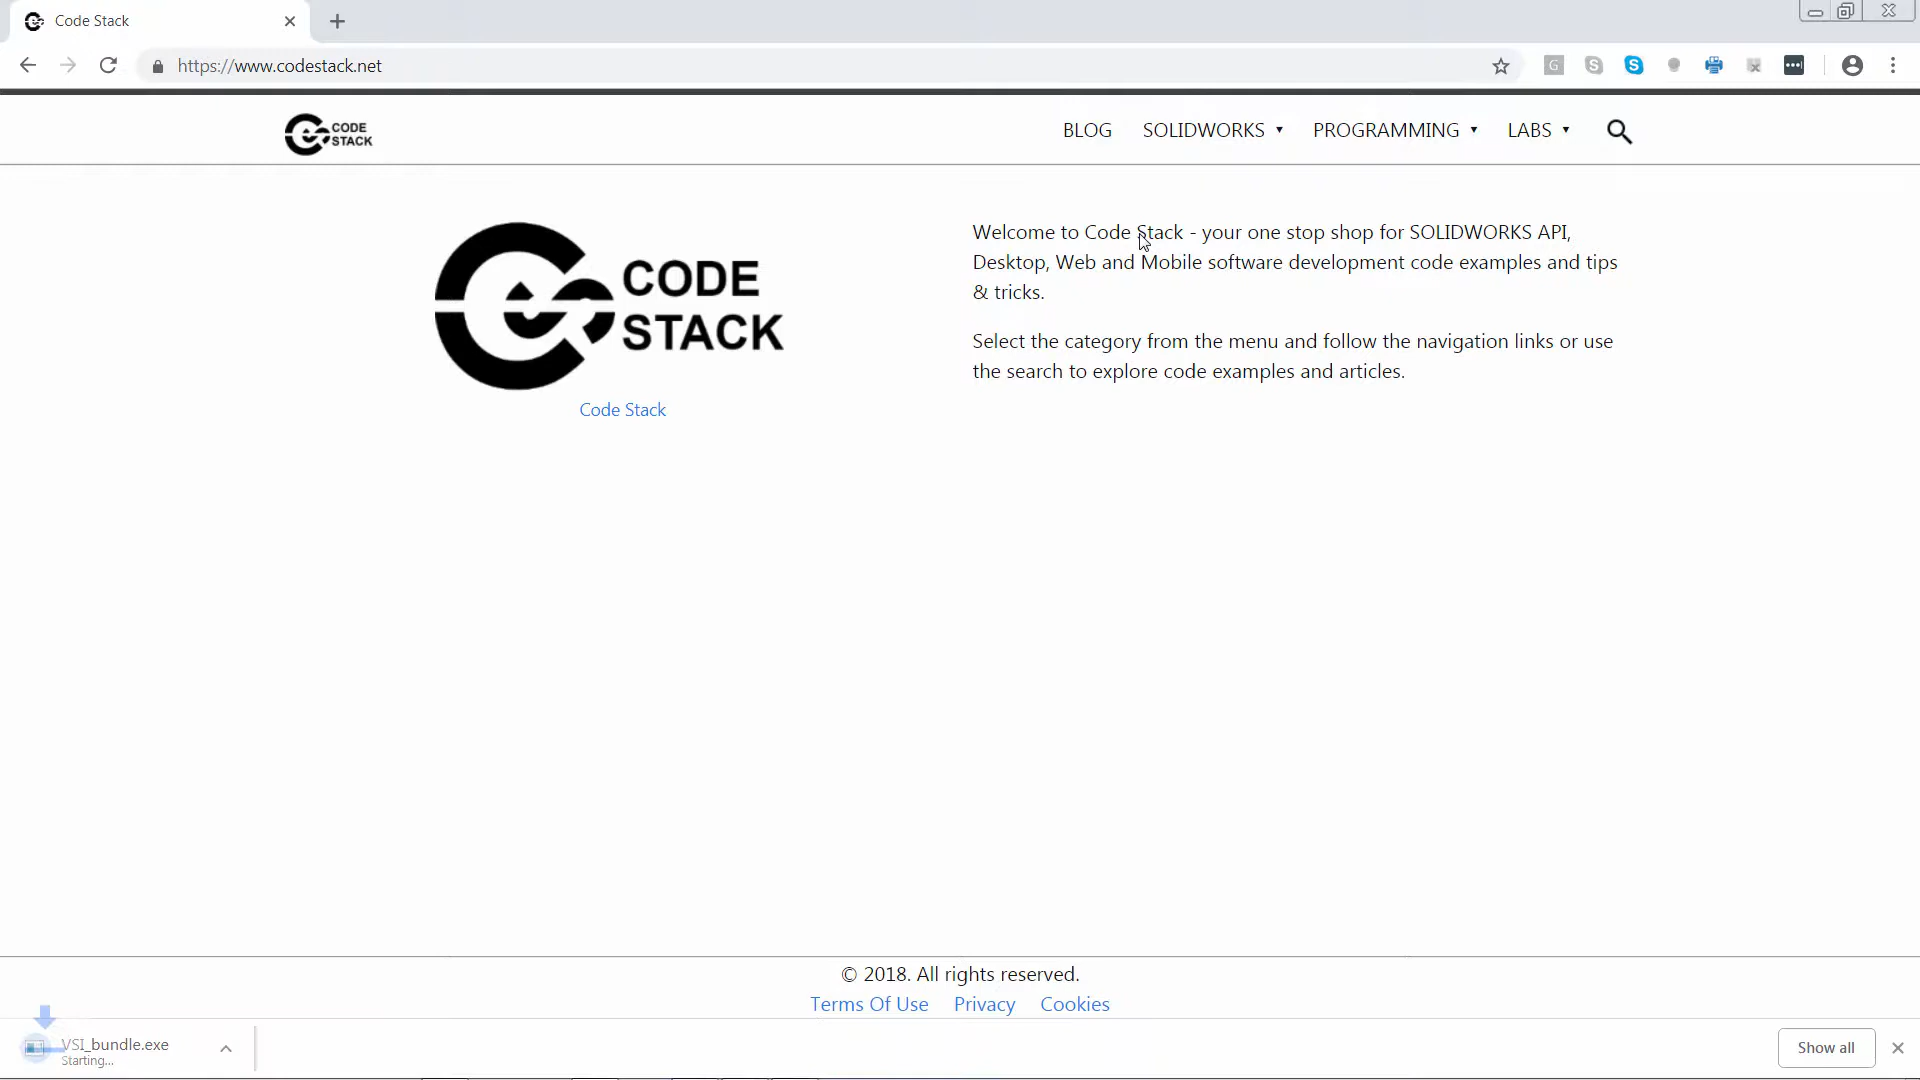 Code Stack
https://www.codestack.net
CODE
STACK
BLOG SOLIDWORKS PROGRAMMING LABS
CODE
STACK
Code Stack
Welcome to Code Stack - your one stop shop for SOLIDWORKS API,
Desktop, Web and Mobile software development code examples and tips
& tricks.
Select the category from the menu and follow the navigation links or use
the search to explore code examples and articles.
© 2018. All rights reserved.
Terms Of Use Privacy Cookies
VSI_bundle.exe
Starting...
Show all